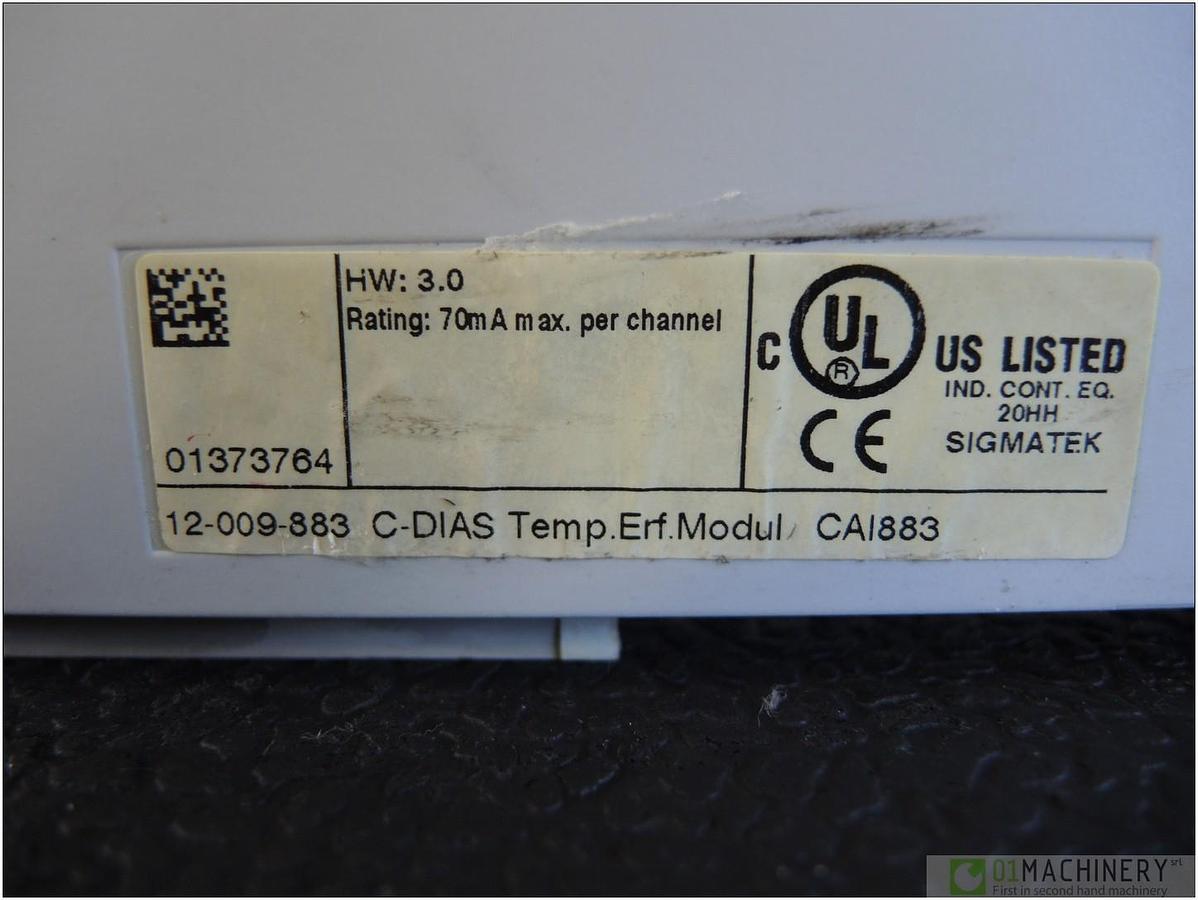 HW: 3.0
Rating: 70mA max. per channel
01373764
C UL ® US LISTED
IND. CONT. EQ.
20HH
SIGMATEK
CE
12-009-883 C-DIAS Temp.Erf.Modul CAI883
01MACHINERY srl
First in second hand machinery